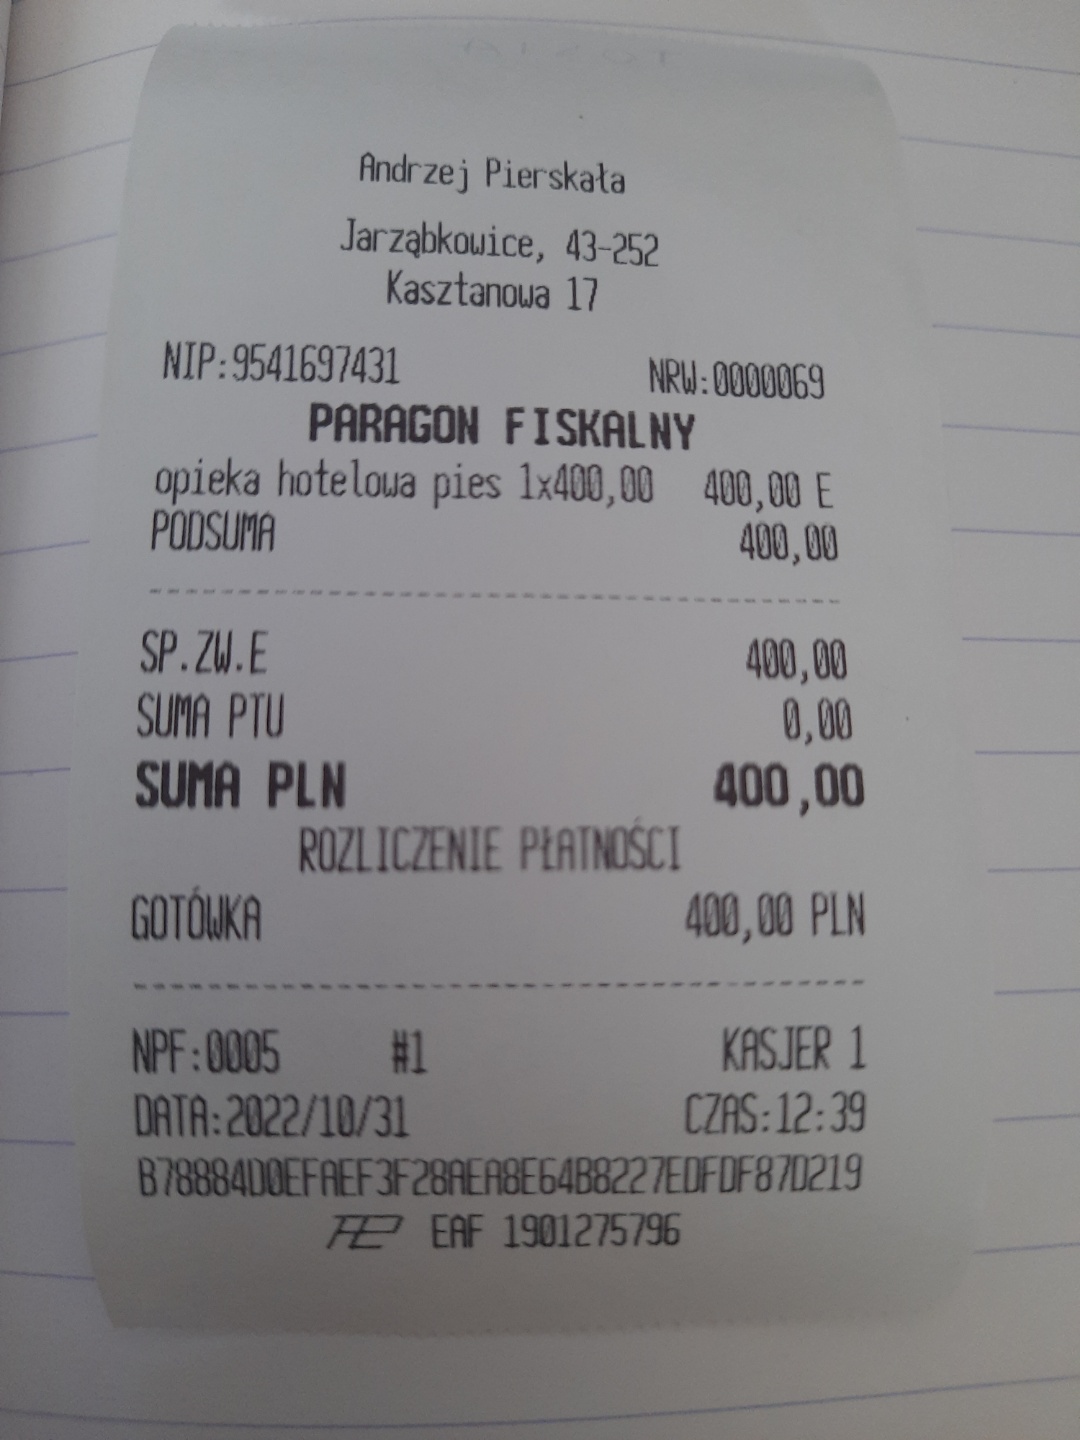 Andrzej Pierskała
Jarząbkowice, 43-252
Kasztanowa 17
NIP:9541697431 NRW:0000069
PARAGON FISKALNY
opieka hotelowa pies 1x400,00 400,00 E
PODSUMA 400,00
SP.ZW.E 400,00
SUMA PTU 0,00
SUMA PLN 400,00
ROZLICZENIE PŁATNOŚCI
GOTÓWKA 400,00 PLN
NPF:0005 #1 KASJER 1
DATA:2022/10/31 CZAS:12:39
B78884D0EFAEF3F28AEA8E64B8227EDFDF87D219
EAF 1901275796